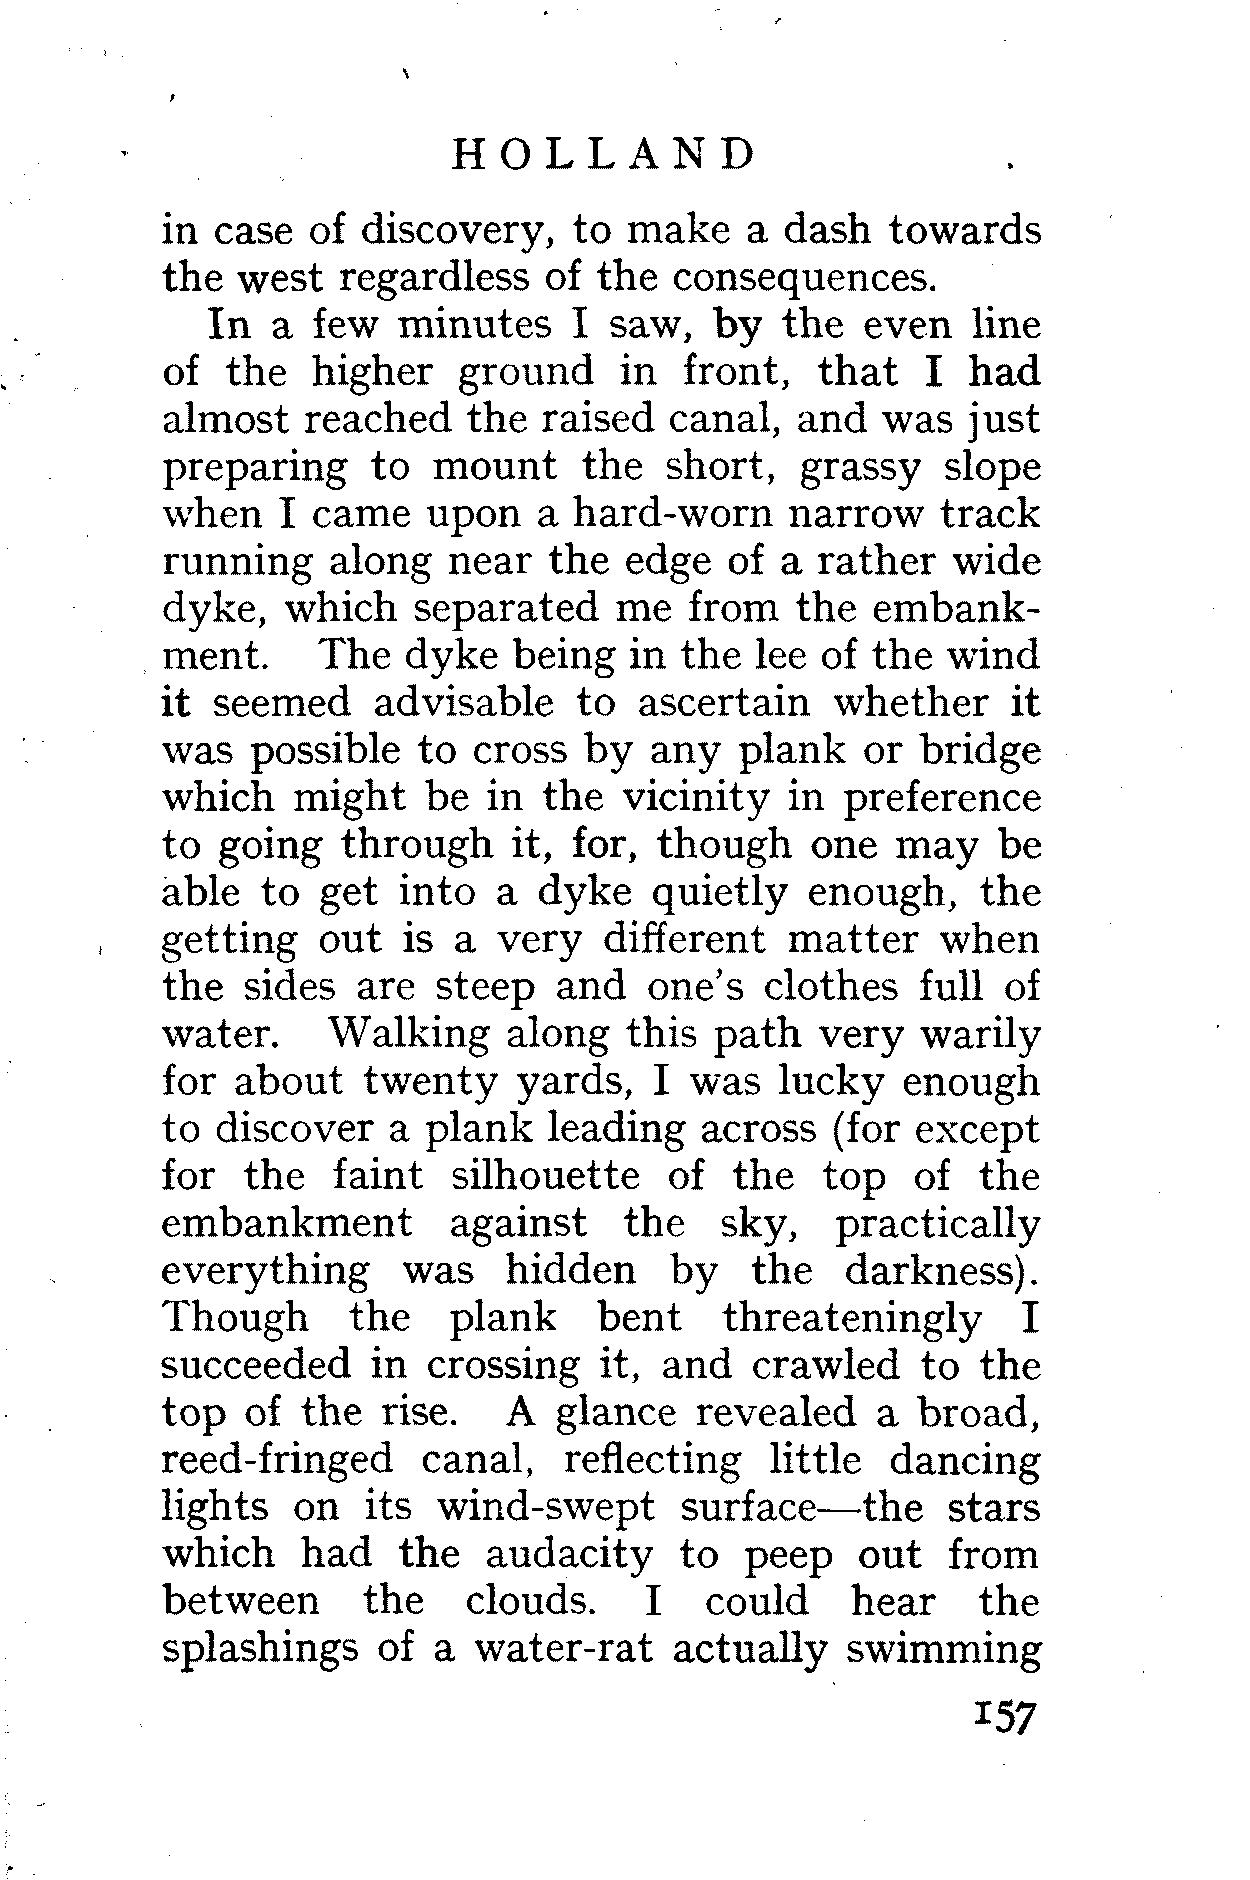 HOLLAND
in case of discovery, to make a dash towards
the west regardless of the consequences.
In a few minutes I saw, by the even line
of the higher ground in front, that I had
almost reached the raised canal, and was just
preparing to mount the short, grassy slope
when I came upon a hard-worn narrow track
running along near the edge of a rather wide
dyke, which separated me from the embank-
ment. The dyke being in the lee of the wind
it seemed advisable to ascertain whether it
was possible to cross by any plank or bridge
which might be in the vicinity in preference
to going through it, for, though one may be
able to get into a dyke quietly enough, the
getting out is a very different matter when
the sides are steep and one's clothes full of
water. Walking along this path very warily
for about twenty yards, I was lucky enough
to discover a plank leading across (for except
for the faint silhouette of the top of the
embankment against the sky, practically
everything was hidden by the darkness).
Though the plank bent threateningly I
succeeded in crossing it, and crawled to the
top of the rise. A glance revealed a broad,
reed-fringed canal, reflecting little dancing
lights on its wind-swept surface—the stars
which had the audacity to peep out from
between the clouds. I could hear the
splashings of a water-rat actually swimming
157